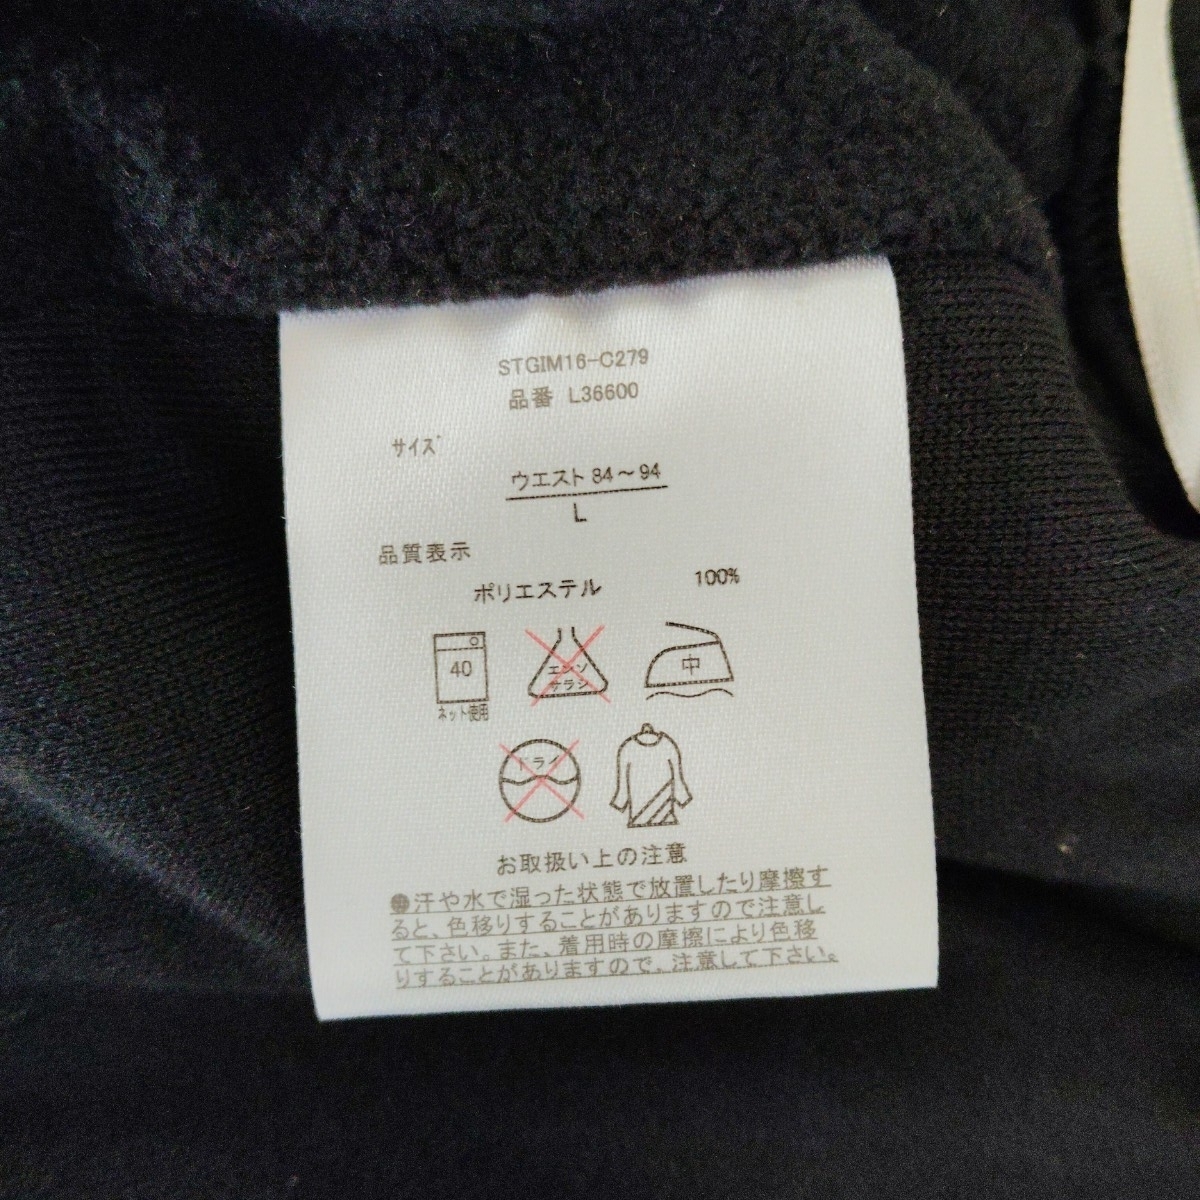 STGIM16-C279
品番 L36600
サイズ
ウエスト 84～94
L
品質表示
ポリエステル 100%
40
ネット使用
エンソ
サラシ
中
ドライ
お取扱い上の注意
●汗や水で湿った状態で放置したり摩擦す
ると、色移りすることがありますので注意し
て下さい。また、着用時の摩擦により色移
りすることがありますので、注意して下さい。